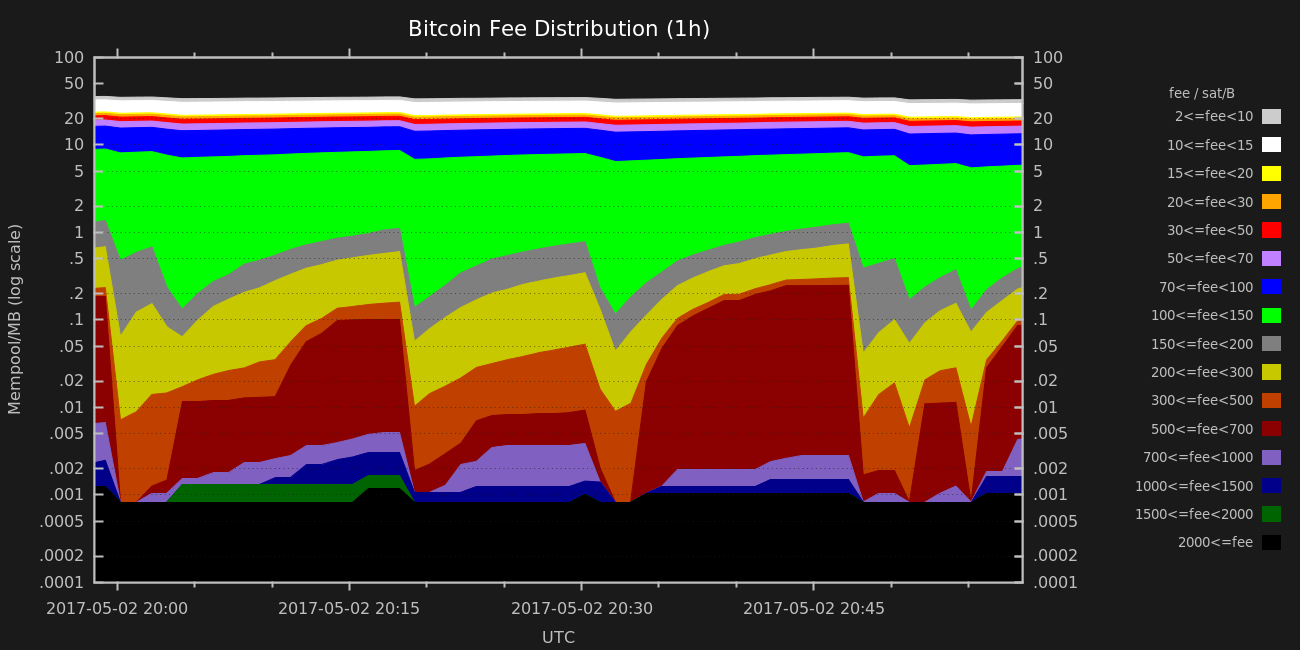 Bitcoin Fee Distribution (1h)
Mempool/MB (log scale)
100
50
20
10
5
2
1
.5
.2
.1
.05
.02
.01
.005
.002
.001
.0005
.0002
.0001
100
50
20
10
5
2
1
.5
.2
.1
.05
.02
.01
.005
.002
.001
.0005
.0002
.0001
2017-05-02 20:00 2017-05-02 20:15 2017-05-02 20:30 2017-05-02 20:45
UTC
fee / sat/B
2<=fee<10
10<=fee<15
15<=fee<20
20<=fee<30
30<=fee<50
50<=fee<70
70<=fee<100
100<=fee<150
150<=fee<200
200<=fee<300
300<=fee<500
500<=fee<700
700<=fee<1000
1000<=fee<1500
1500<=fee<2000
2000<=fee